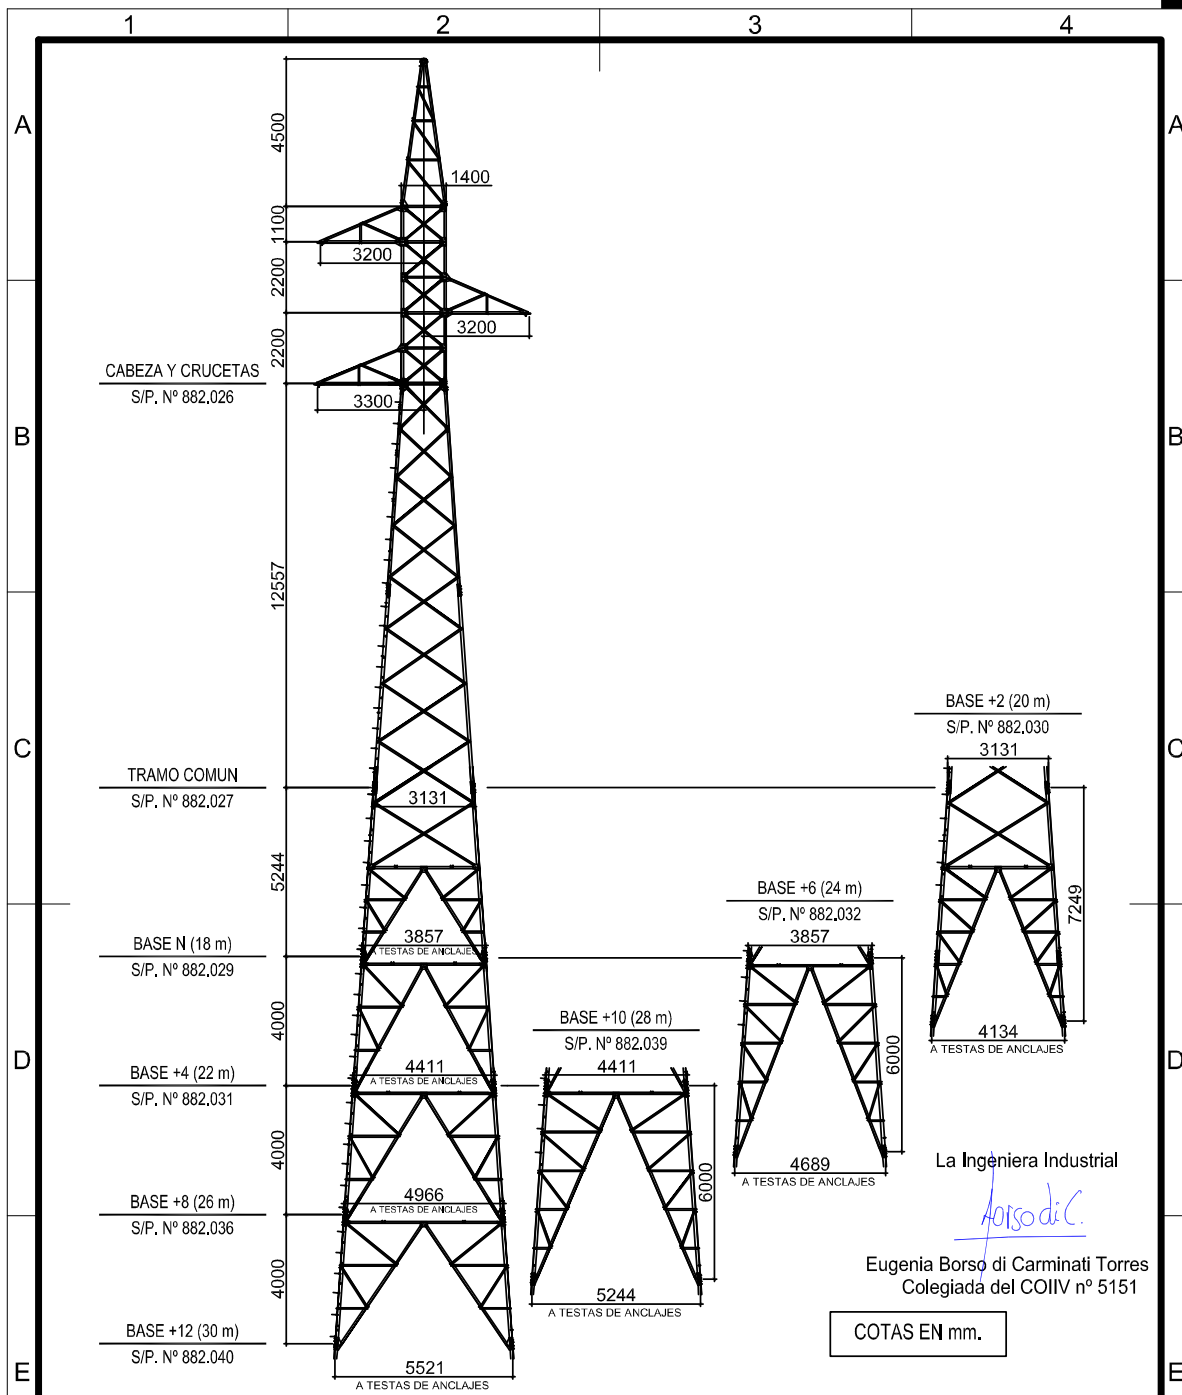 1 2 3 4
A A
4500
1400
1100
3200
2200
3200
2200
CABEZA Y CRUCETAS
S/P. Nº 882.026
3300
B B
12557
BASE +2 (20 m)
S/P. Nº 882.030
3131
C C
TRAMO COMUN
S/P. Nº 882.027
3131
5244
7249
BASE +6 (24 m)
S/P. Nº 882.032
3857
BASE N (18 m)
S/P. Nº 882.029
3857
A TESTAS DE ANCLAJES
4000
6000
BASE +10 (28 m)
S/P. Nº 882.039
4411
4134
A TESTAS DE ANCLAJES
D D
BASE +4 (22 m)
S/P. Nº 882.031
4411
A TESTAS DE ANCLAJES
4000
6000
4689
A TESTAS DE ANCLAJES
La Ingeniera Industrial
BASE +8 (26 m)
S/P. Nº 882.036
4966
A TESTAS DE ANCLAJES
4000
5244
A TESTAS DE ANCLAJES
Eugenia Borso di Carminati Torres
Colegiada del COIIV nº 5151
COTAS EN mm.
BASE +12 (30 m)
S/P. Nº 882.040
5521
A TESTAS DE ANCLAJES
E E